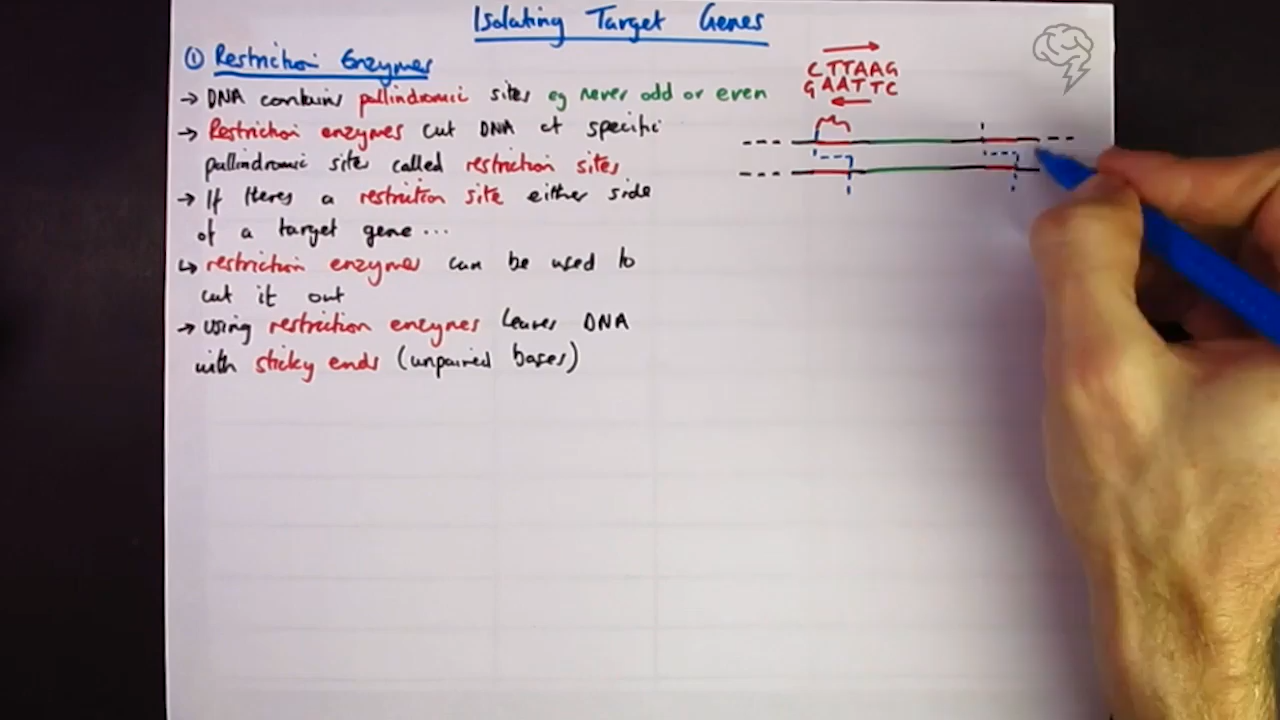 Isolating Target Genes
① Restriction Enzymes
→ DNA contains pallindromic sites eg never odd or even
→ Restriction enzymes cut DNA at specific
pallindromic site called restriction sites
→ If theres a restriction site either side
of a target gene...
↳ restriction enzymes can be used to
cut it out
→ Using restriction enzymes leaves DNA
with sticky ends (unpaired bases)
CTTAAG
GAATTC